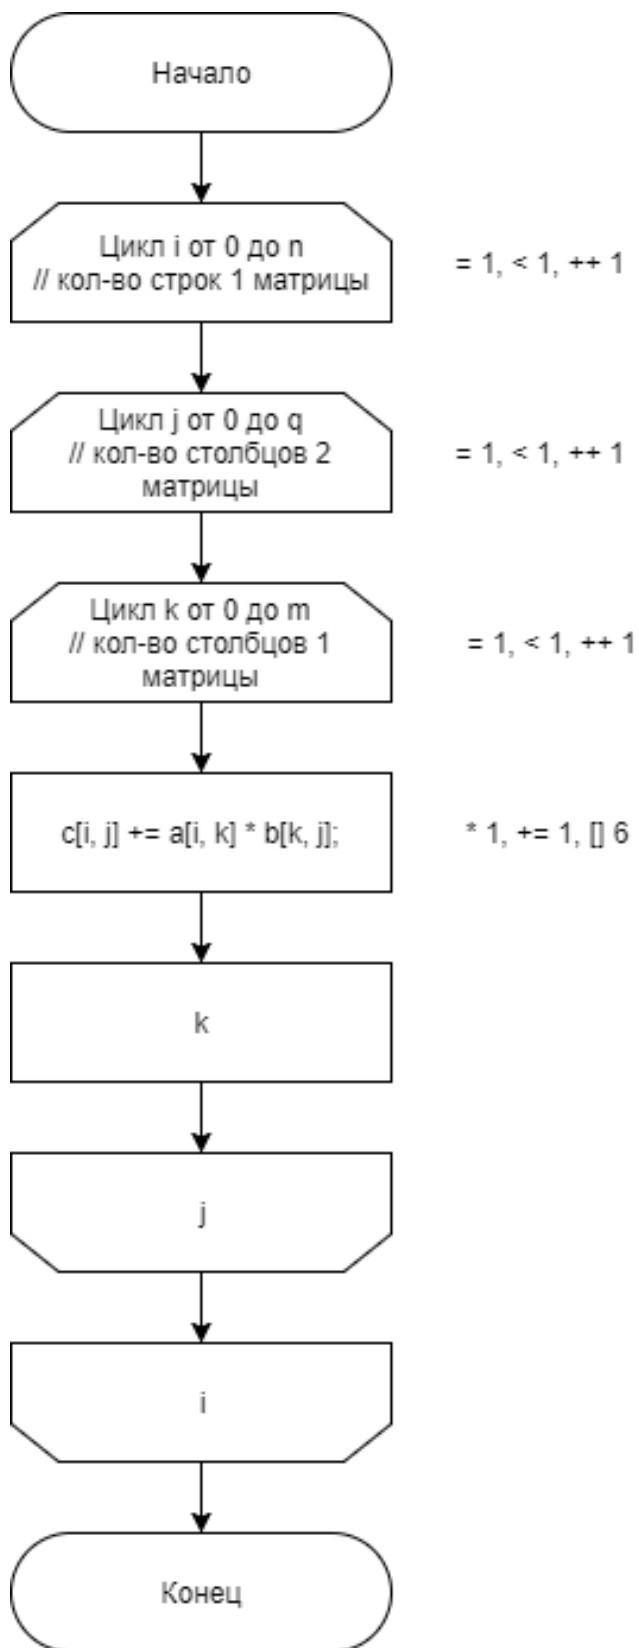 Начало
Цикл i от 0 до n
// кол-во строк 1 матрицы
= 1, < 1, ++ 1
Цикл j от 0 до q
// кол-во столбцов 2
матрицы
= 1, < 1, ++ 1
Цикл k от 0 до m
// кол-во столбцов 1
матрицы
= 1, < 1, ++ 1
c[i, j] += a[i, k] * b[k, j];
* 1, += 1, [] 6
k
j
i
Конец